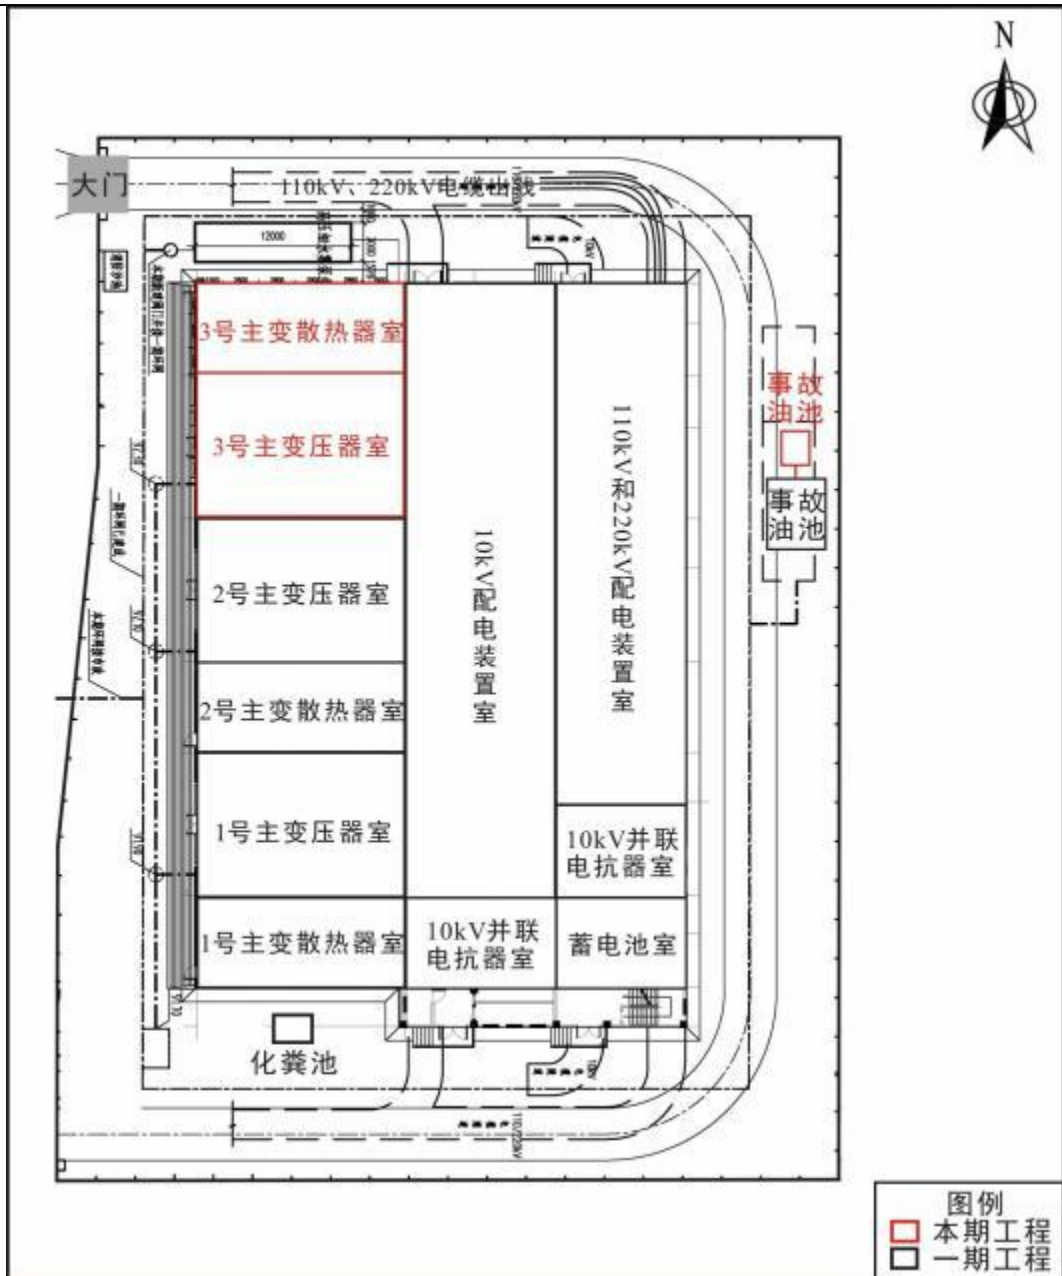 N
大门
110kV、220kV电缆出线
12000
3号主变散热器室
3号主变压器室
2号主变压器室
2号主变散热器室
1号主变压器室
1号主变散热器室
10kV配电装置室
110kV和220kV配电装置室
10kV并联
电抗器室
10kV并联
电抗器室
蓄电池室
事故
油池
事故
油池
化粪池
10kV
10kV
110/220kV
图例
本期工程
一期工程